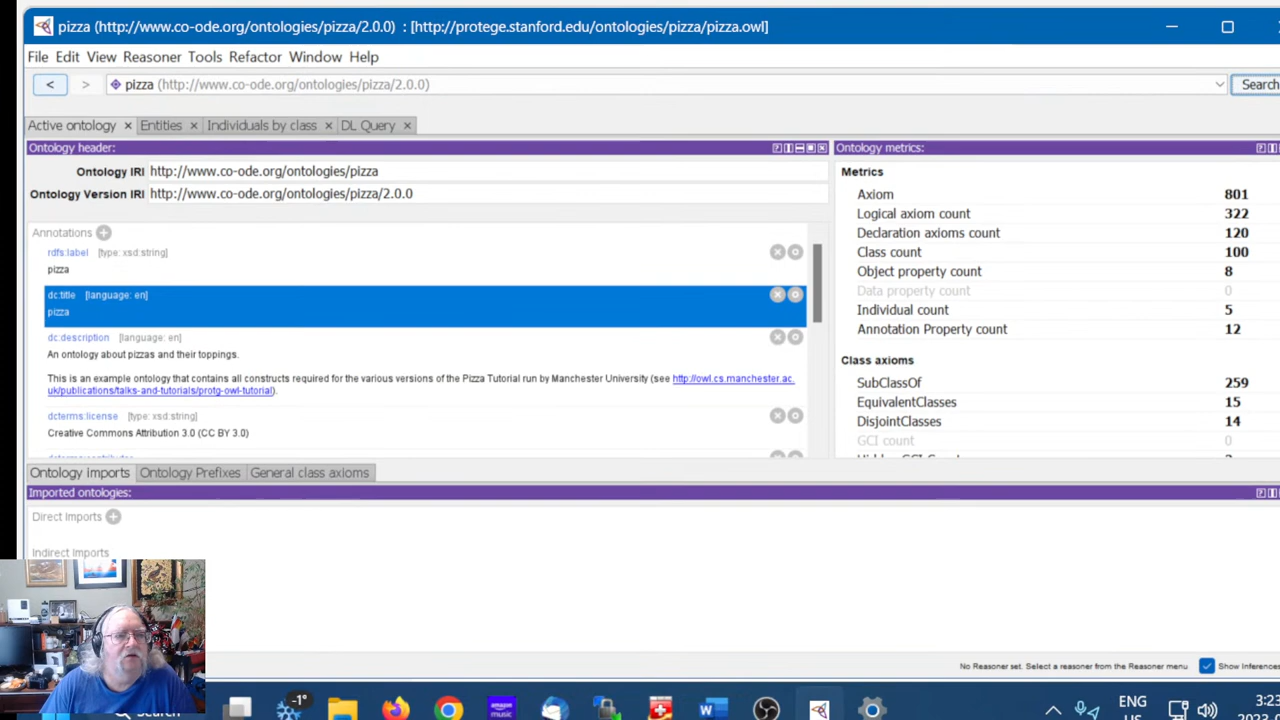 pizza (http://www.co-ode.org/ontologies/pizza/2.0.0) : [http://protege.stanford.edu/ontologies/pizza/pizza.owl]
File Edit View Reasoner Tools Refactor Window Help
< > pizza (http://www.co-ode.org/ontologies/pizza/2.0.0) Search
Active ontology × Entities × Individuals by class × DL Query ×
Ontology header:
Ontology IRI http://www.co-ode.org/ontologies/pizza
Ontology Version IRI http://www.co-ode.org/ontologies/pizza/2.0.0
Annotations
rdfs:label [type: xsd:string]
pizza
dc:title [language: en]
pizza
dc:description [language: en]
An ontology about pizzas and their toppings.
This is an example ontology that contains all constructs required for the various versions of the Pizza Tutorial run by Manchester University (see http://owl.cs.manchester.ac.
uk/publications/talks-and-tutorials/protg-owl-tutorial).
dcterms:license [type: xsd:string]
Creative Commons Attribution 3.0 (CC BY 3.0)
Ontology metrics:
Metrics
Axiom 801
Logical axiom count 322
Declaration axioms count 120
Class count 100
Object property count 8
Data property count 0
Individual count 5
Annotation Property count 12
Class axioms
SubClassOf 259
EquivalentClasses 15
DisjointClasses 14
GCI count 0
Ontology imports Ontology Prefixes General class axioms
Imported ontologies:
Direct Imports
Indirect Imports
No Reasoner set. Select a reasoner from the Reasoner menu Show Inferences
-1°
amazon music
ENG
US
3:23